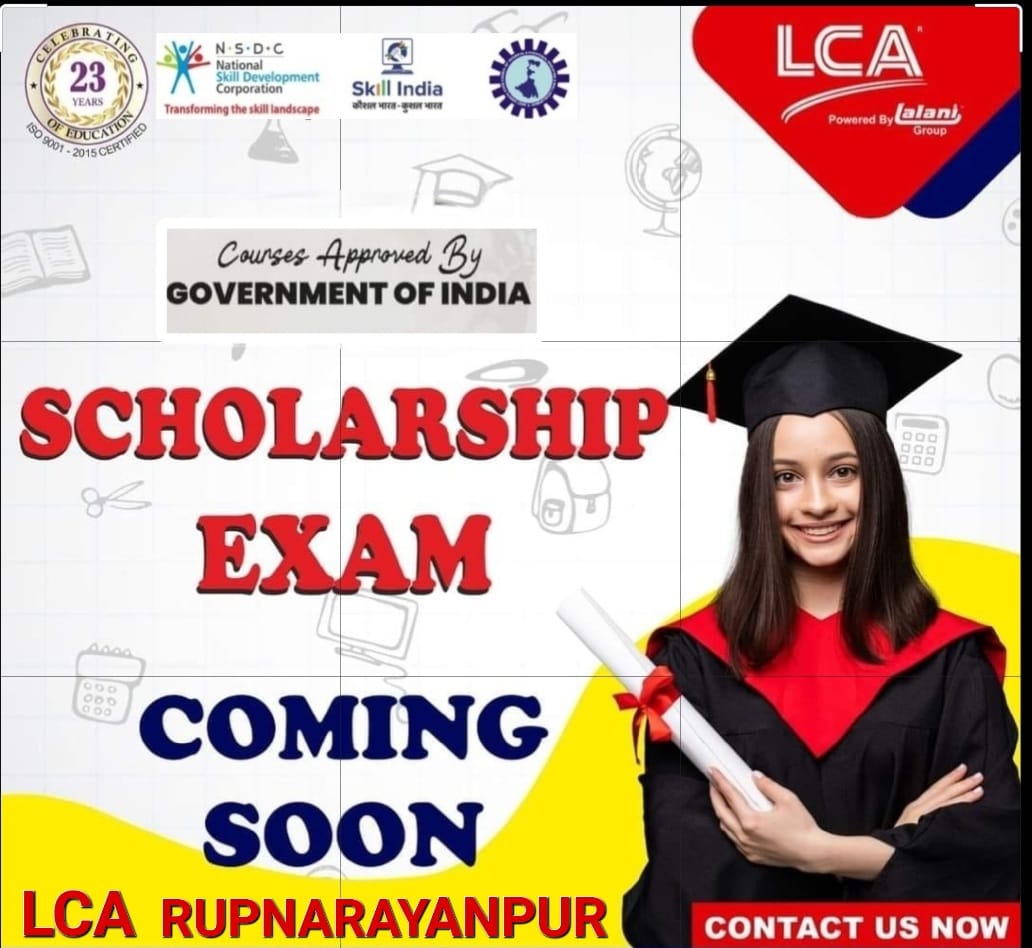 CELEBRATING
23
YEARS
OF EDUCATION
ISO 9001 - 2015 CERTIFIED
N·S·D·C
National
Skill Development
Corporation
Transforming the skill landscape
Skill India
कौशल भारत-कुशल भारत
LCA
Powered By Lalani
Group
Courses Approved By
GOVERNMENT OF INDIA
SCHOLARSHIP
EXAM
COMING
SOON
LCA RUPNARAYANPUR
CONTACT US NOW